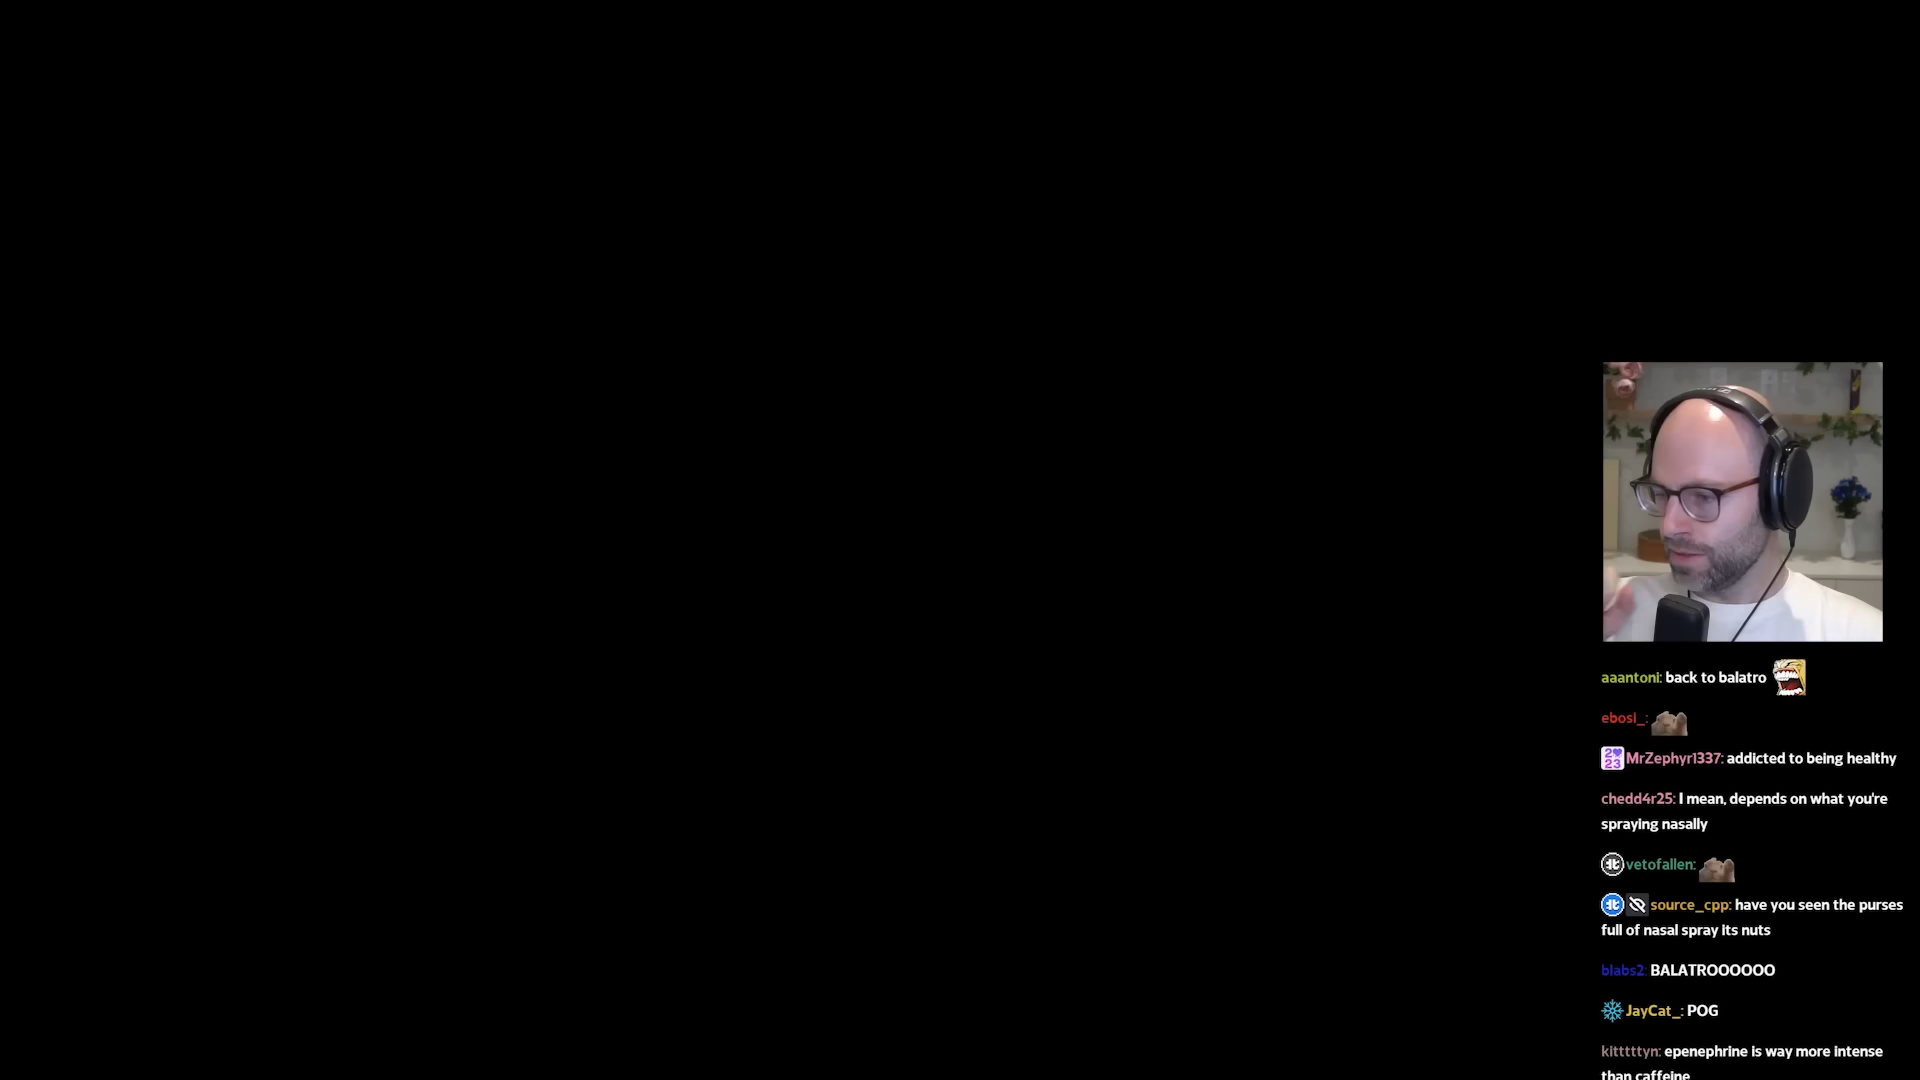 aaantoni: back to balatro
ebosi_:
MrZephyr1337: addicted to being healthy
chedd4r25: I mean, depends on what you're
spraying nasally
vetofallen:
source_cpp: have you seen the purses
full of nasal spray its nuts
blabs2: BALATROOOOOO
JayCat_: POG
kitttttyn: epenephrine is way more intense
than caffeine